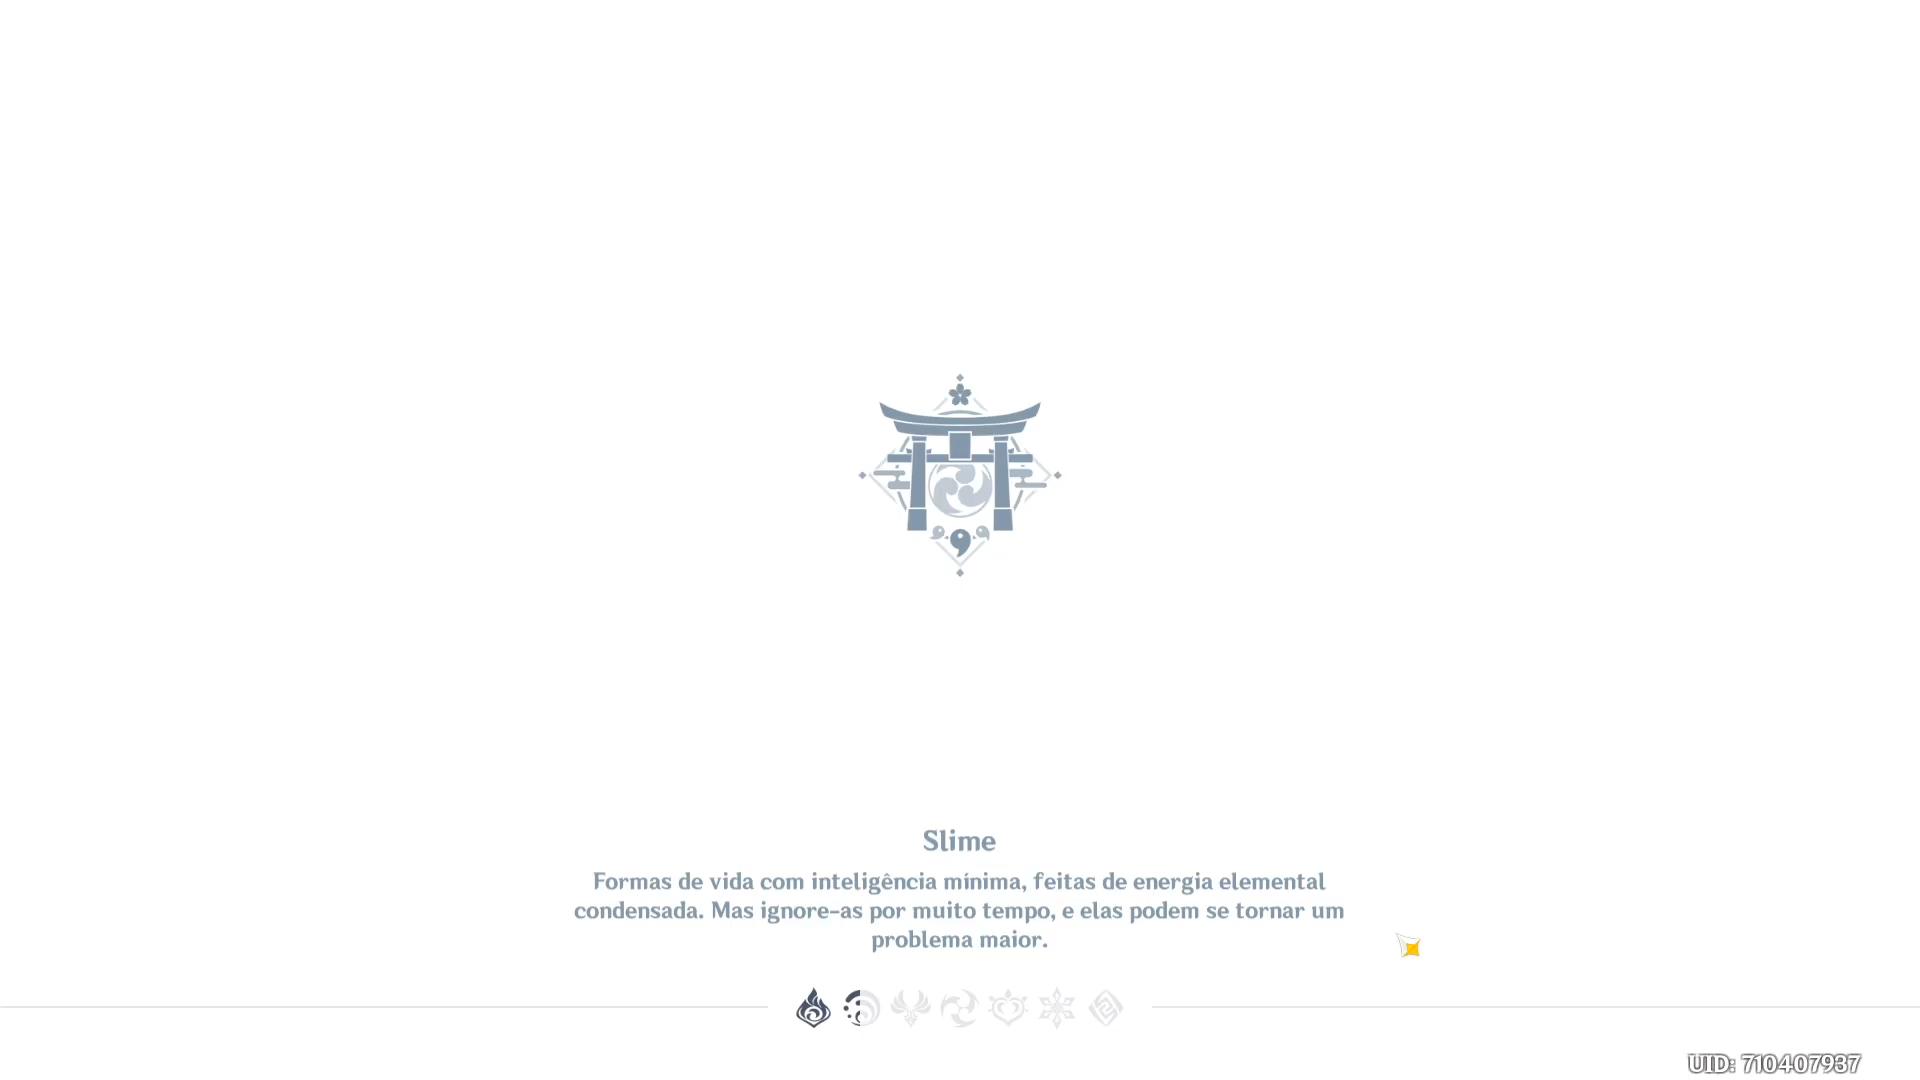 Slime
Formas de vida com inteligência mínima, feitas de energia elemental
condensada. Mas ignore-as por muito tempo, e elas podem se tornar um
problema maior.
UID: 710407937